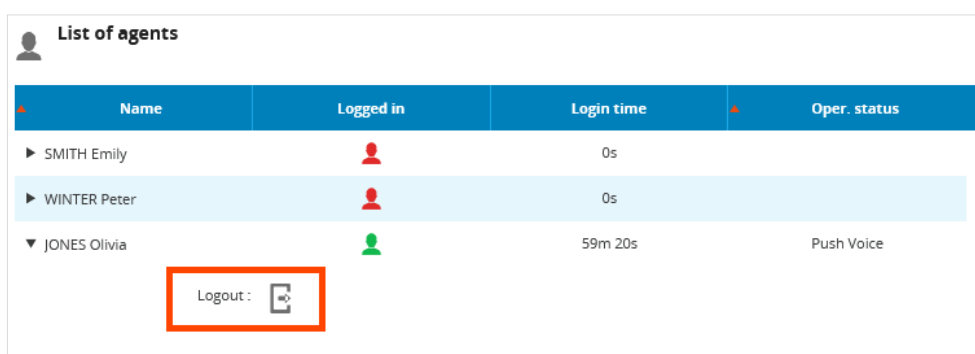 List of agents
Name Logged in Login time Oper. status
SMITH Emily 0s
WINTER Peter 0s
JONES Olivia 59m 20s Push Voice
Logout :